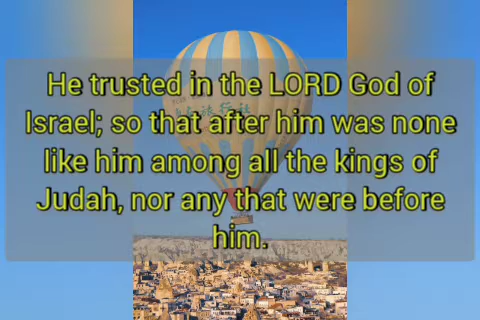 He trusted in the LORD God of
Israel; so that after him was none
like him among all the kings of
Judah, nor any that were before
him.